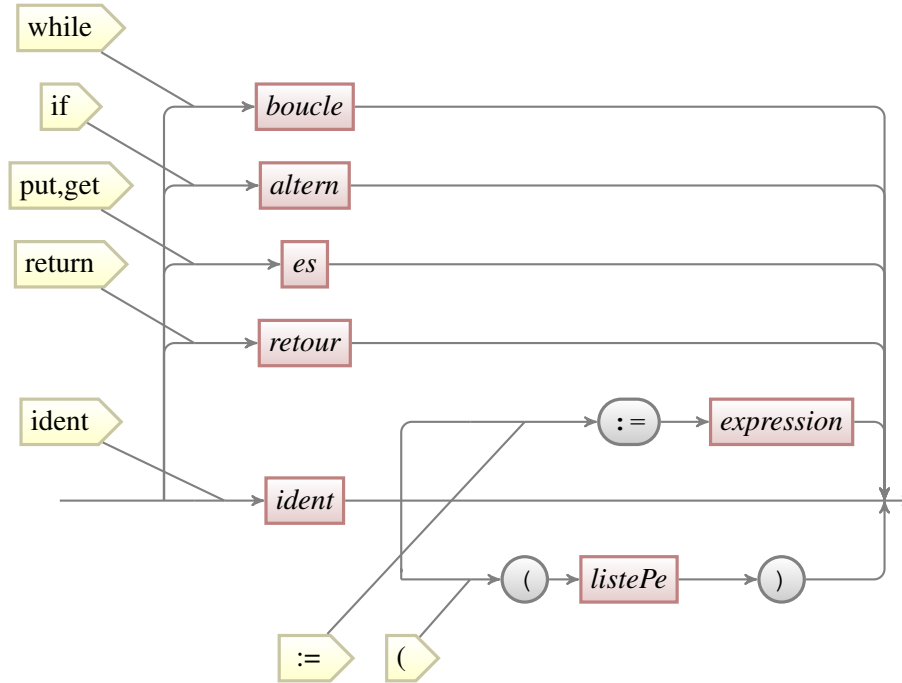 while
boucle
if
altern
put,get
es
return
retour
ident
:= expression
ident
( listePe )
:= (